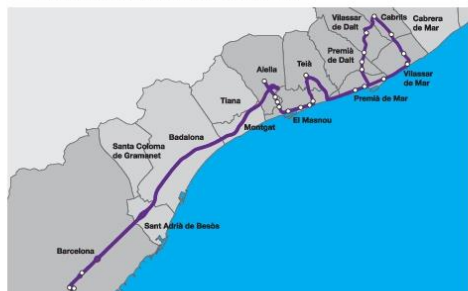 Vilassar
de Dalt
Cabrils
Cabrera
de Mar
Premià
de Dalt
Teià
Alella
Vilassar
de Mar
Tiana
Premià de Mar
El Masnou
Montgat
Badalona
Santa Coloma
de Gramanet
Sant Adrià de Besòs
Barcelona